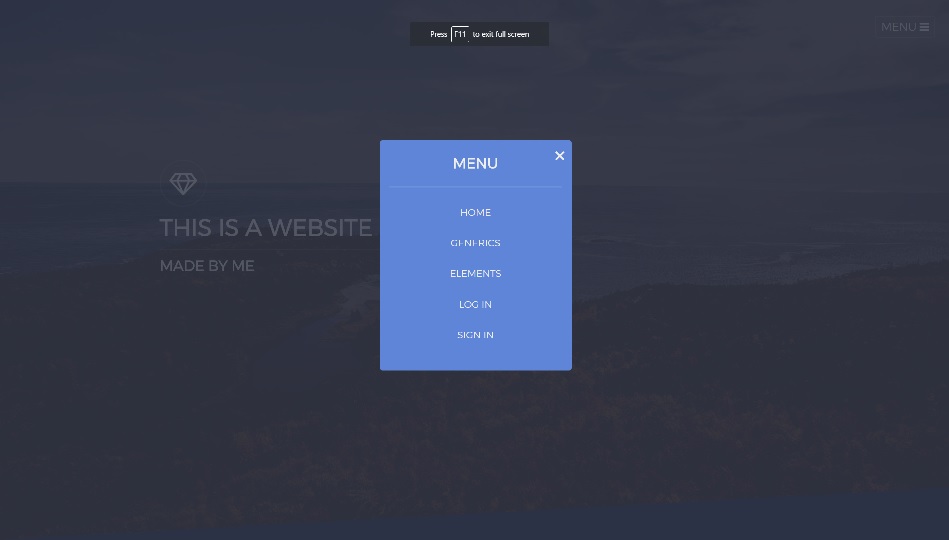 Press F11 to exit full screen
MENU
MENU
THIS IS A WEBSITE
MADE BY ME
HOME
GENERICS
ELEMENTS
LOG IN
SIGN IN